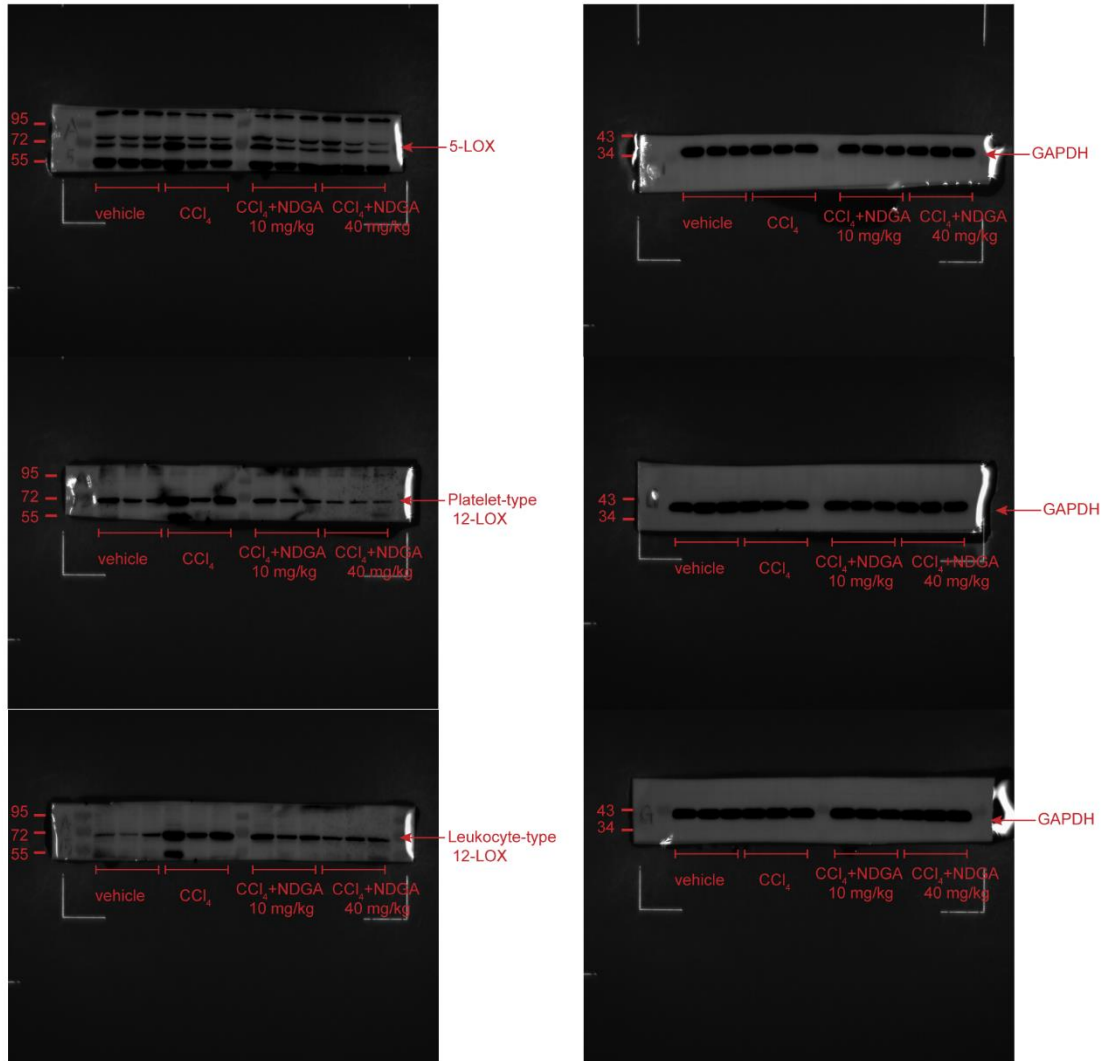 95
72
55
5-LOX
vehicle
CCl₄
CCl₄+NDGA
10 mg/kg
CCl₄+NDGA
40 mg/kg
43
34
GAPDH
vehicle
CCl₄
CCl₄+NDGA
10 mg/kg
CCl₄+NDGA
40 mg/kg
95
72
55
Platelet-type
12-LOX
vehicle
CCl₄
CCl₄+NDGA
10 mg/kg
CCl₄+NDGA
40 mg/kg
43
34
GAPDH
vehicle
CCl₄
CCl₄+NDGA
10 mg/kg
CCl₄+NDGA
40 mg/kg
95
72
55
Leukocyte-type
12-LOX
vehicle
CCl₄
CCl₄+NDGA
10 mg/kg
CCl₄+NDGA
40 mg/kg
43
34
GAPDH
vehicle
CCl₄
CCl₄+NDGA
10 mg/kg
CCl₄+NDGA
40 mg/kg